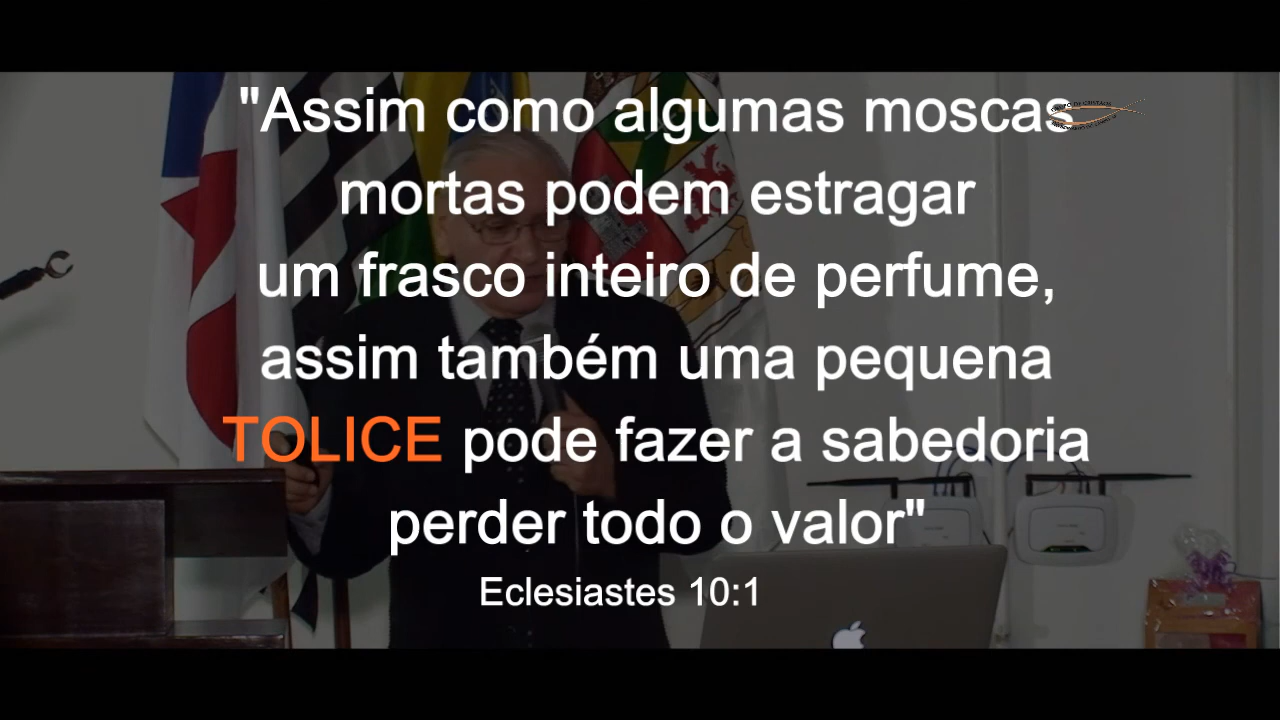 "Assim como algumas moscas
mortas podem estragar
um frasco inteiro de perfume,
assim também uma pequena
TOLICE pode fazer a sabedoria
perder todo o valor"
Eclesiastes 10:1